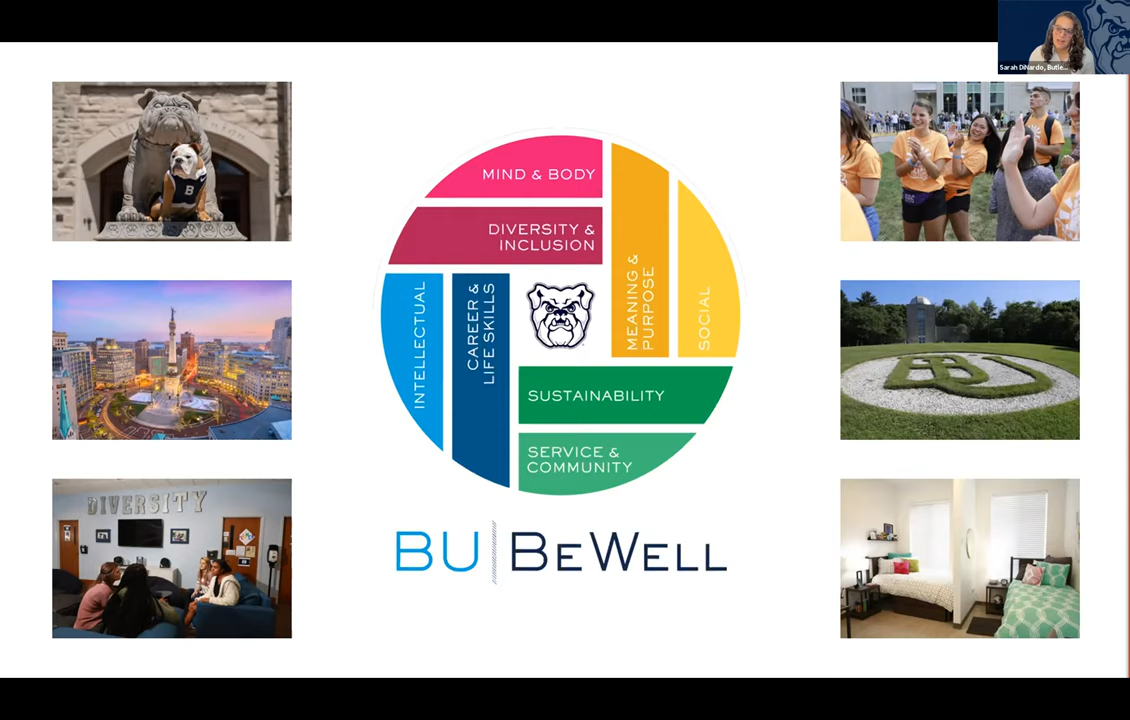 Sarah DiNardo, Butle...
B
MIND & BODY
DIVERSITY &
INCLUSION
INTELLECTUAL
CAREER &
LIFE SKILLS
MEANING &
PURPOSE
SOCIAL
SUSTAINABILITY
SERVICE &
COMMUNITY
BU
DIVERSITY
BU BEWELL